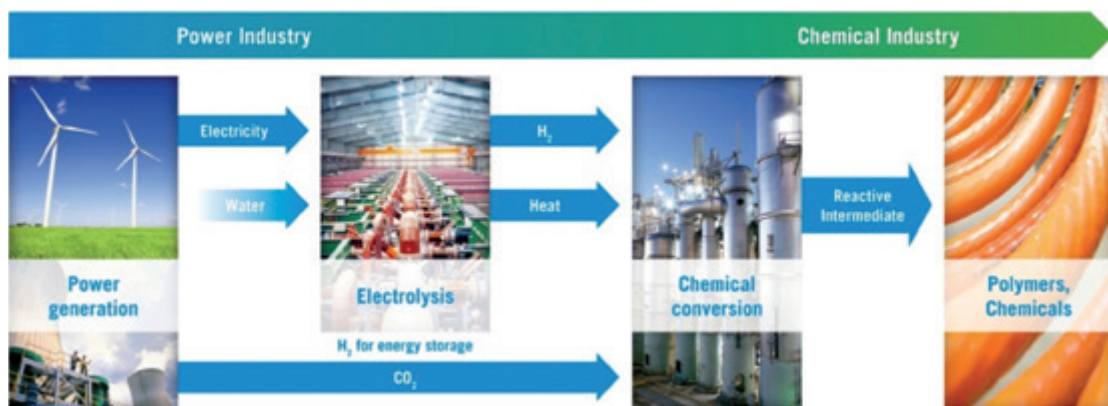 Power Industry
Chemical Industry
Electricity
H₂
Water
Heat
Reactive
Intermediate
Power
generation
Electrolysis
Chemical
conversion
Polymers,
Chemicals
H₂ for energy storage
CO₂